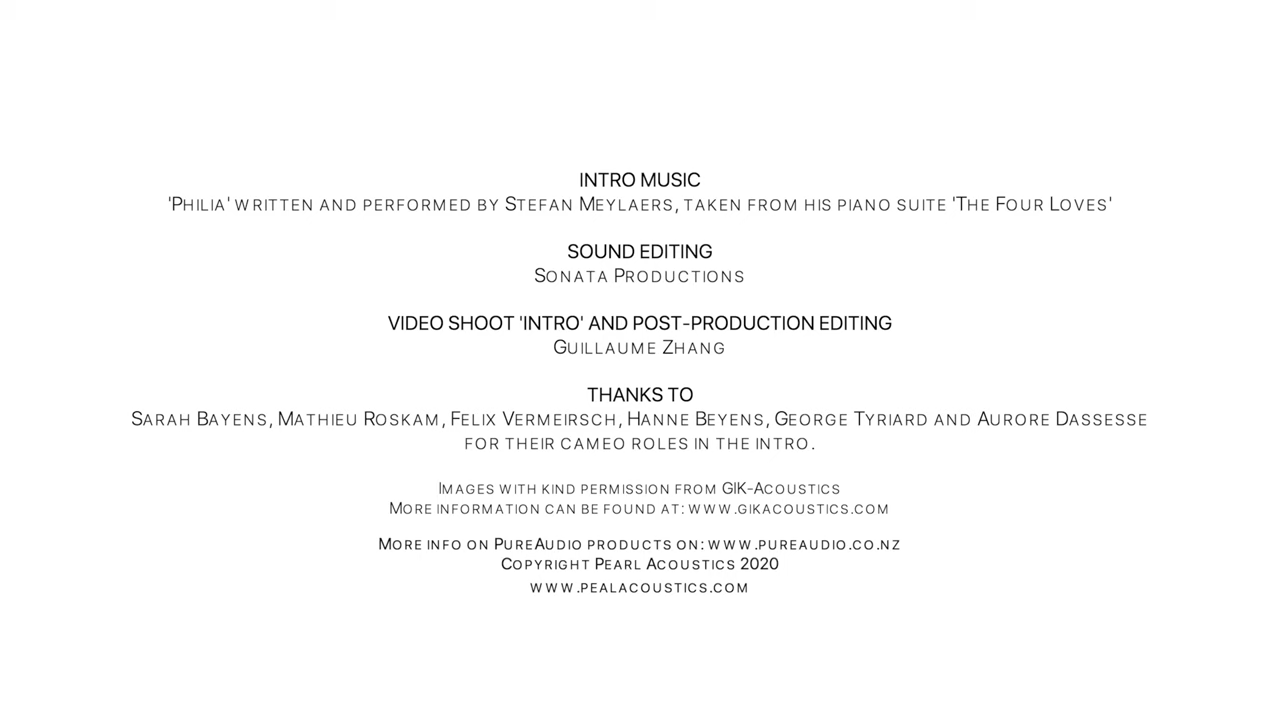 INTRO MUSIC
'Philia' written and performed by Stefan Meylaers, taken from his piano suite 'The Four Loves'
SOUND EDITING
Sonata Productions
VIDEO SHOOT 'INTRO' AND POST-PRODUCTION EDITING
Guillaume Zhang
THANKS TO
Sarah Bayens, Mathieu Roskam, Felix Vermeirsch, Hanne Beyens, George Tyriard and Aurore Dassesse
for their cameo roles in the intro.
Images with kind permission from GIK-Acoustics
More information can be found at: www.gikacoustics.com
More info on PureAudio products on: www.pureaudio.co.nz
Copyright Pearl Acoustics 2020
www.pealacoustics.com